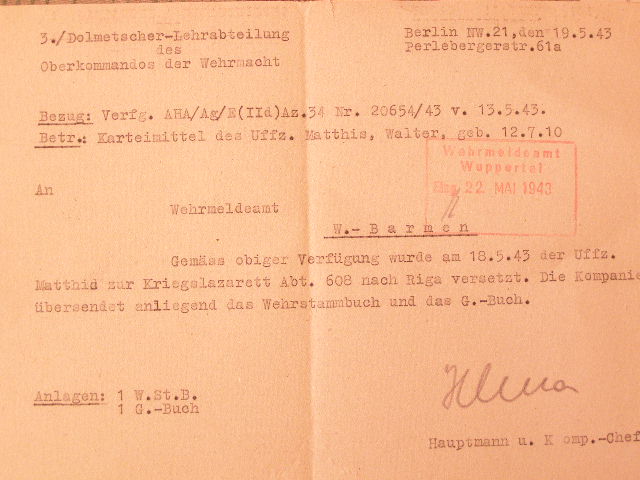 3./Dolmetscher-Lehrabteilung
des
Oberkommandos der Wehrmacht
Berlin NW.21,den 19.5.43
Perlebergerstr.61a
Bezug: Verfg. AHA/Ag/E(IId)Az.34 Nr. 20654/43 v. 13.5.43.
Betr.: Karteimittel des Uffz. Matthis, Walter, geb. 12.7.10
Wehrmeldeamt
Wuppertal
Eing. 22. MAI 1943
An
Wehrmeldeamt
W.- B a r m e n
Gemäss obiger Verfügung wurde am 18.5.43 der Uffz.
Matthid zur Kriegslazarett Abt. 608 nach Riga versetzt. Die Kompanie
übersendet anliegend das Wehrstammbuch und das G.-Buch.
Anlagen: 1 W.St.B.
1 G.-Buch
Hauptmann u. K omp.-Chef